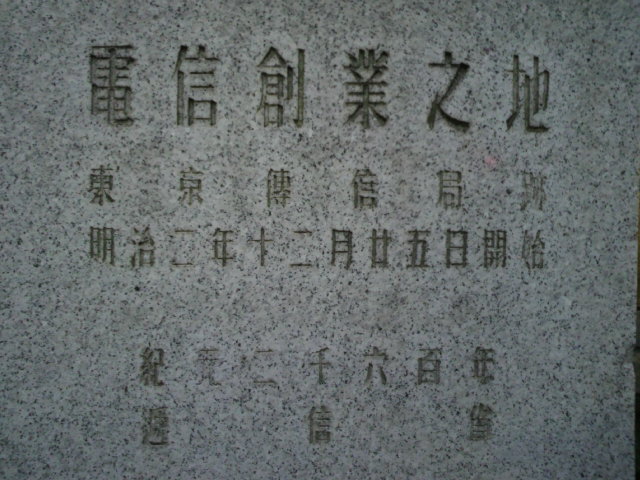 電信創業之地
東京傳信局跡
明治二年十二月廿五日開始
紀元二千六百年
遞信省